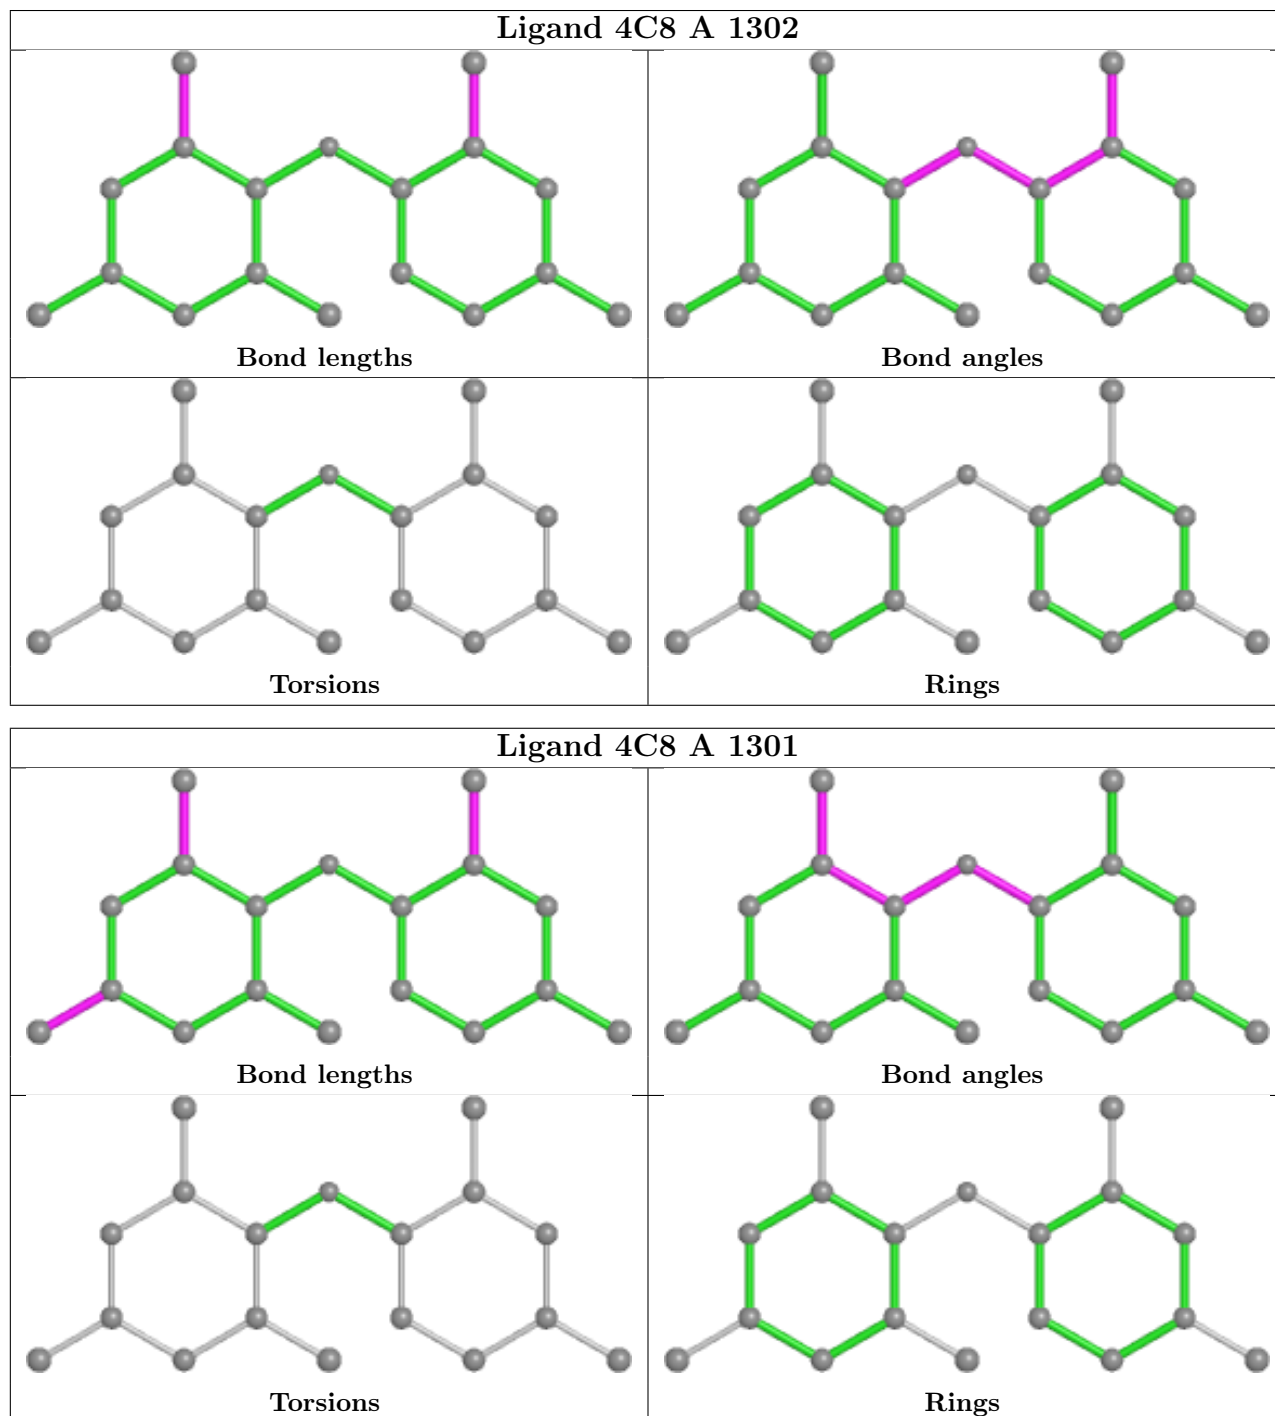 Ligand 4C8 A 1302
Bond lengths
Bond angles
Torsions
Rings
Ligand 4C8 A 1301
Bond lengths
Bond angles
Torsions
Rings